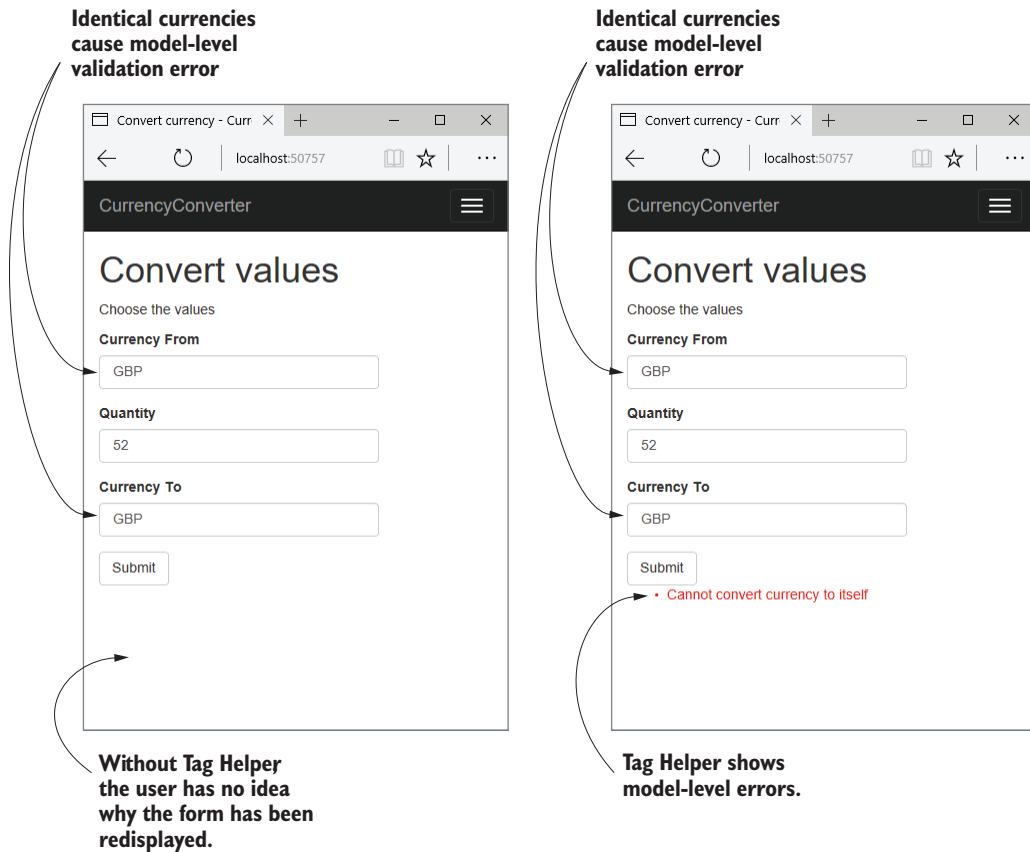 Identical currencies
cause model-level
validation error
Convert currency - Curr
localhost:50757
CurrencyConverter
Convert values
Choose the values
Currency From
GBP
Quantity
52
Currency To
GBP
Submit
Without Tag Helper,
the user has no idea
why the form has been
redisplayed.
Identical currencies
cause model-level
validation error
Convert currency - Curr
localhost:50757
CurrencyConverter
Convert values
Choose the values
Currency From
GBP
Quantity
52
Currency To
GBP
Submit
• Cannot convert currency to itself
Tag Helper shows
model-level errors.